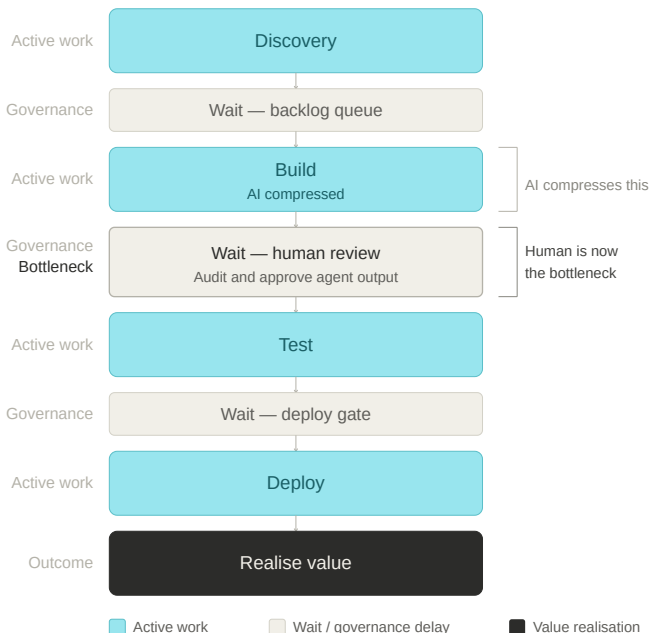 Active work
Discovery
Governance
Wait — backlog queue
Active work
Build
AI compressed
AI compresses this
Governance
Bottleneck
Wait — human review
Audit and approve agent output
Human is now
the bottleneck
Active work
Test
Governance
Wait — deploy gate
Active work
Deploy
Outcome
Realise value
Active work
Wait / governance delay
Value realisation